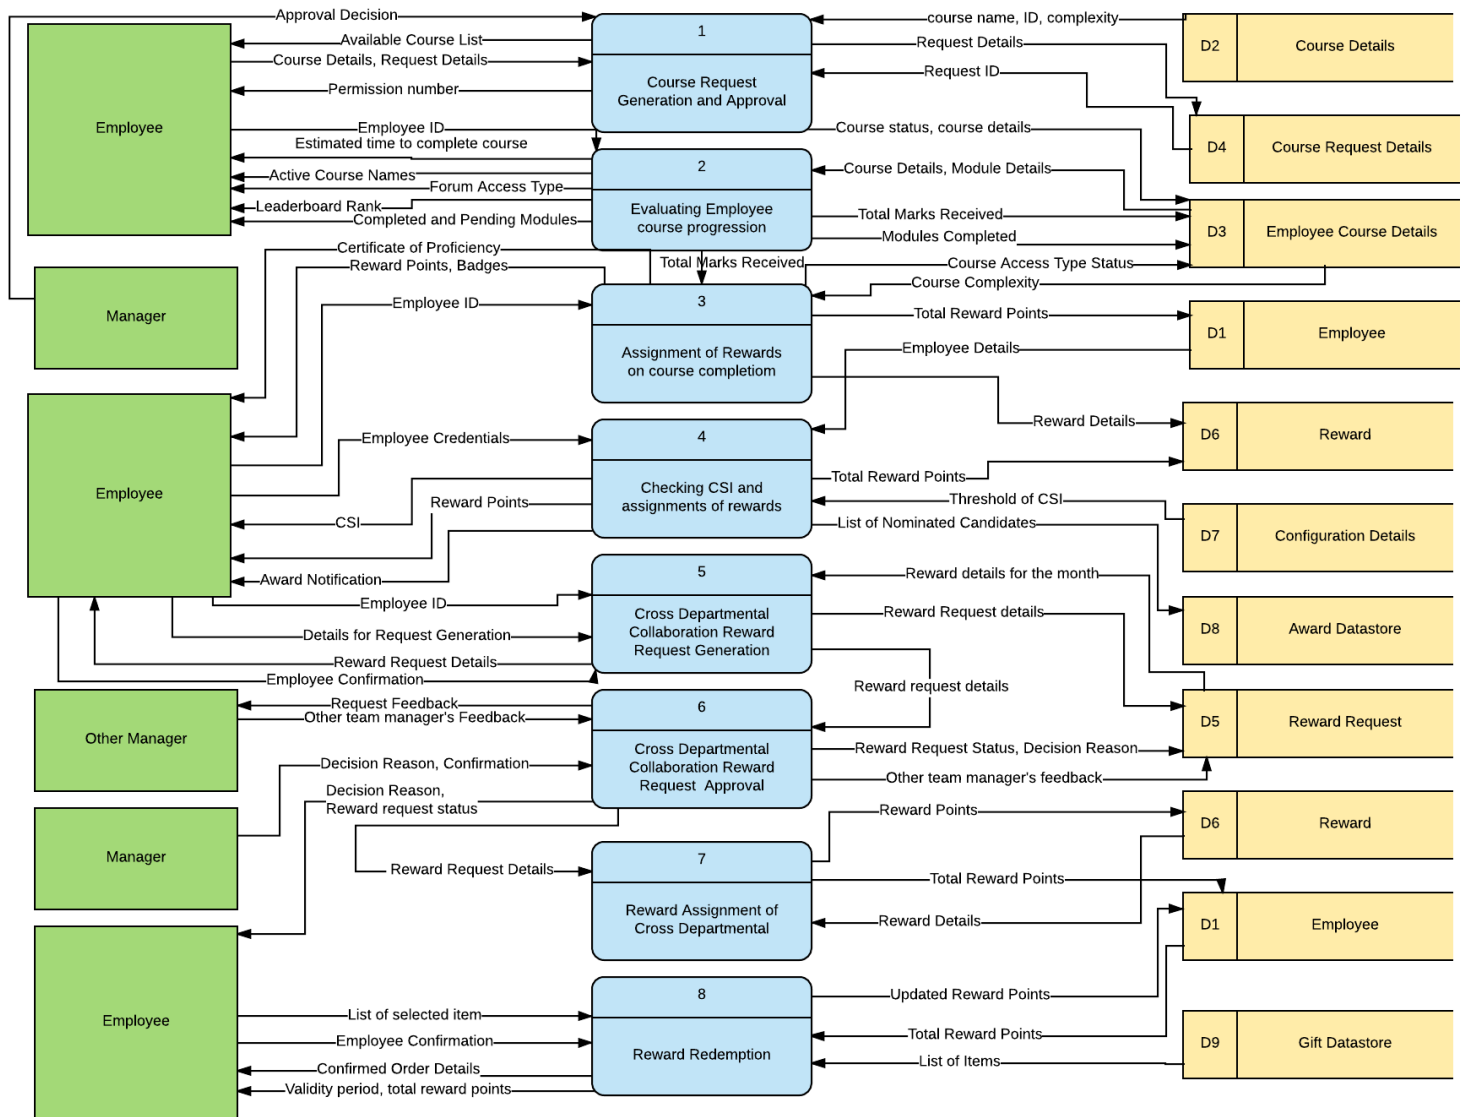 Approval Decision
course name, ID, complexity
1
D2
Course Details
Available Course List
Request Details
Course Details, Request Details
Request ID
Course Request
Generation and Approval
Permission number
Employee
Employee ID
Course status, course details
Estimated time to complete course
D4
Course Request Details
2
Course Details, Module Details
Active Course Names
Forum Access Type
Leaderboard Rank
Evaluating Employee
course progression
Total Marks Received
Completed and Pending Modules
Modules Completed
D3
Employee Course Details
Certificate of Proficiency
Total Marks Received
Course Access Type Status
Reward Points, Badges
Course Complexity
3
Employee ID
Total Reward Points
Manager
D1
Employee
Employee Details
Assignment of Rewards
on course completiom
Reward Details
D6
Reward
Employee Credentials
4
Total Reward Points
Employee
Checking CSI and
assignments of rewards
Reward Points
Threshold of CSI
CSI
List of Nominated Candidates
D7
Configuration Details
5
Reward details for the month
Award Notification
Employee ID
Reward Request details
Cross Departmental
Collaboration Reward
Request Generation
D8
Award Datastore
Details for Request Generation
Reward Request Details
Employee Confirmation
Reward request details
Request Feedback
6
Other team manager's Feedback
D5
Reward Request
Other Manager
Cross Departmental
Collaboration Reward
Request Approval
Reward Request Status, Decision Reason
Decision Reason, Confirmation
Other team manager's feedback
Decision Reason,
Reward request status
Reward Points
D6
Reward
Manager
7
Reward Request Details
Total Reward Points
Reward Assignment of
Cross Departmental
Reward Details
D1
Employee
8
Updated Reward Points
Employee
List of selected item
Total Reward Points
Employee Confirmation
D9
Gift Datastore
Reward Redemption
List of Items
Confirmed Order Details
Validity period, total reward points